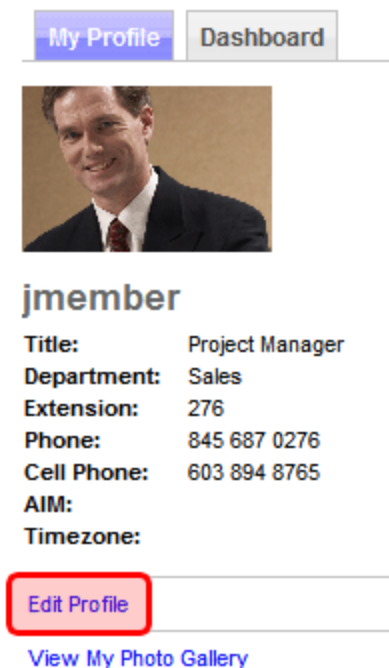 My Profile Dashboard
jmember
Title: Project Manager
Department: Sales
Extension: 276
Phone: 845 687 0276
Cell Phone: 603 894 8765
AIM:
Timezone:
Edit Profile
View My Photo Gallery